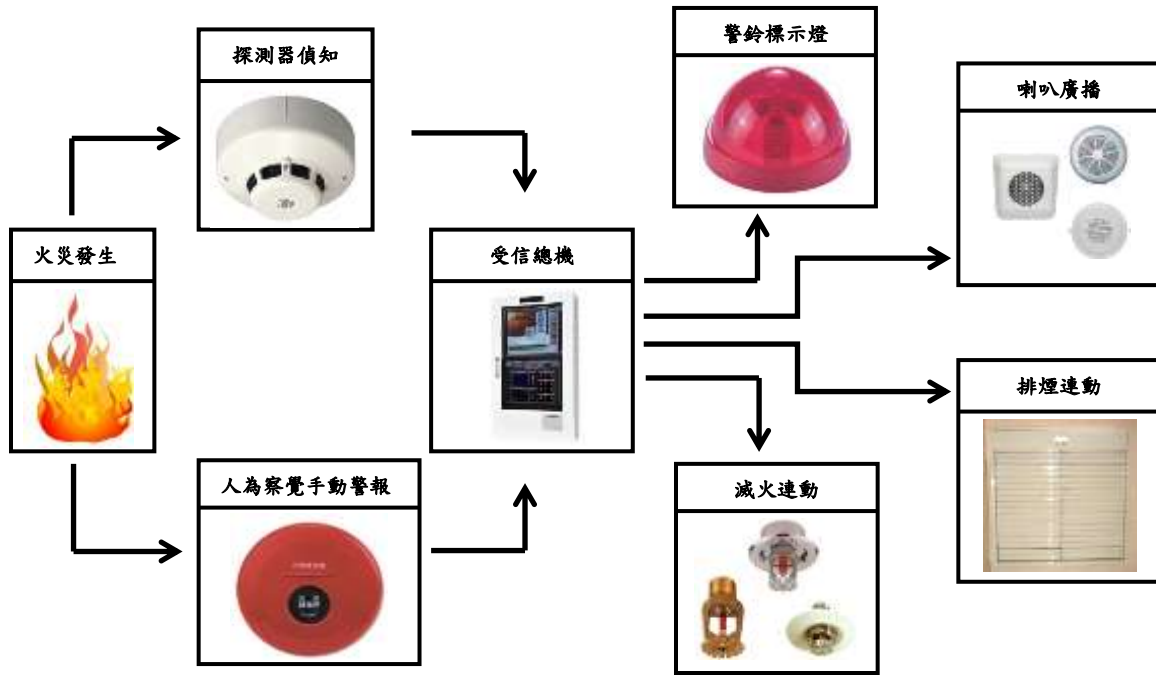 探測器偵知
警鈴標示燈
喇叭廣播
火災發生
受信總機
排煙連動
人為察覺手動警報
滅火連動